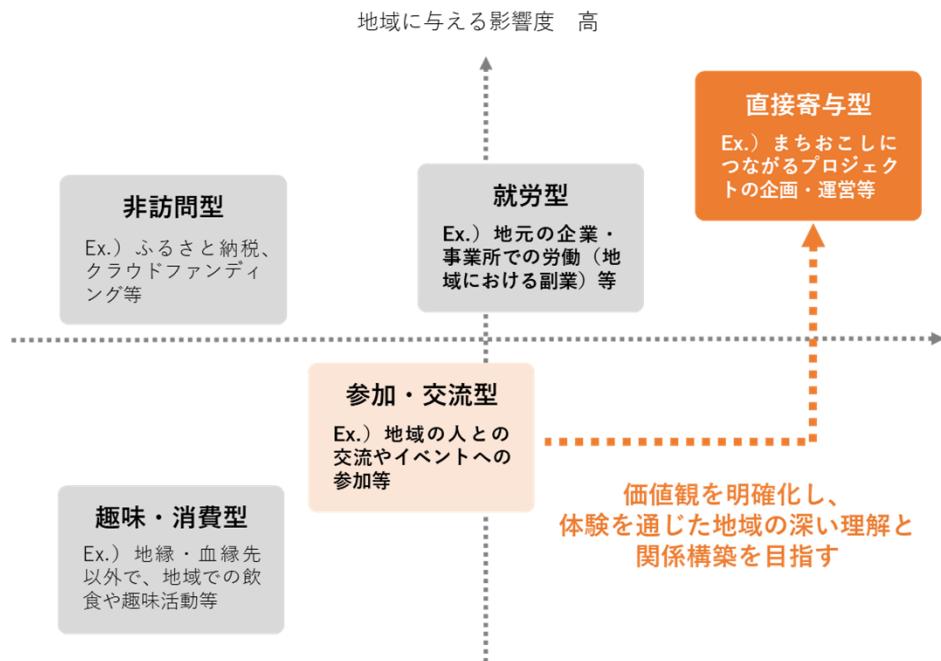 地域に与える影響度　高
直接寄与型
Ex.）まちおこしに
つながるプロジェク
トの企画・運営等
非訪問型
Ex.）ふるさと納税、
クラウドファンディ
ング等
就労型
Ex.）地元の企業・
事業所での労働（地
域における副業）等
参加・交流型
Ex.）地域の人との
交流やイベントへの
参加等
趣味・消費型
Ex.）地縁・血縁先
以外で、地域での飲
食や趣味活動等
価値観を明確化し、
体験を通じた地域の深い理解と
関係構築を目指す